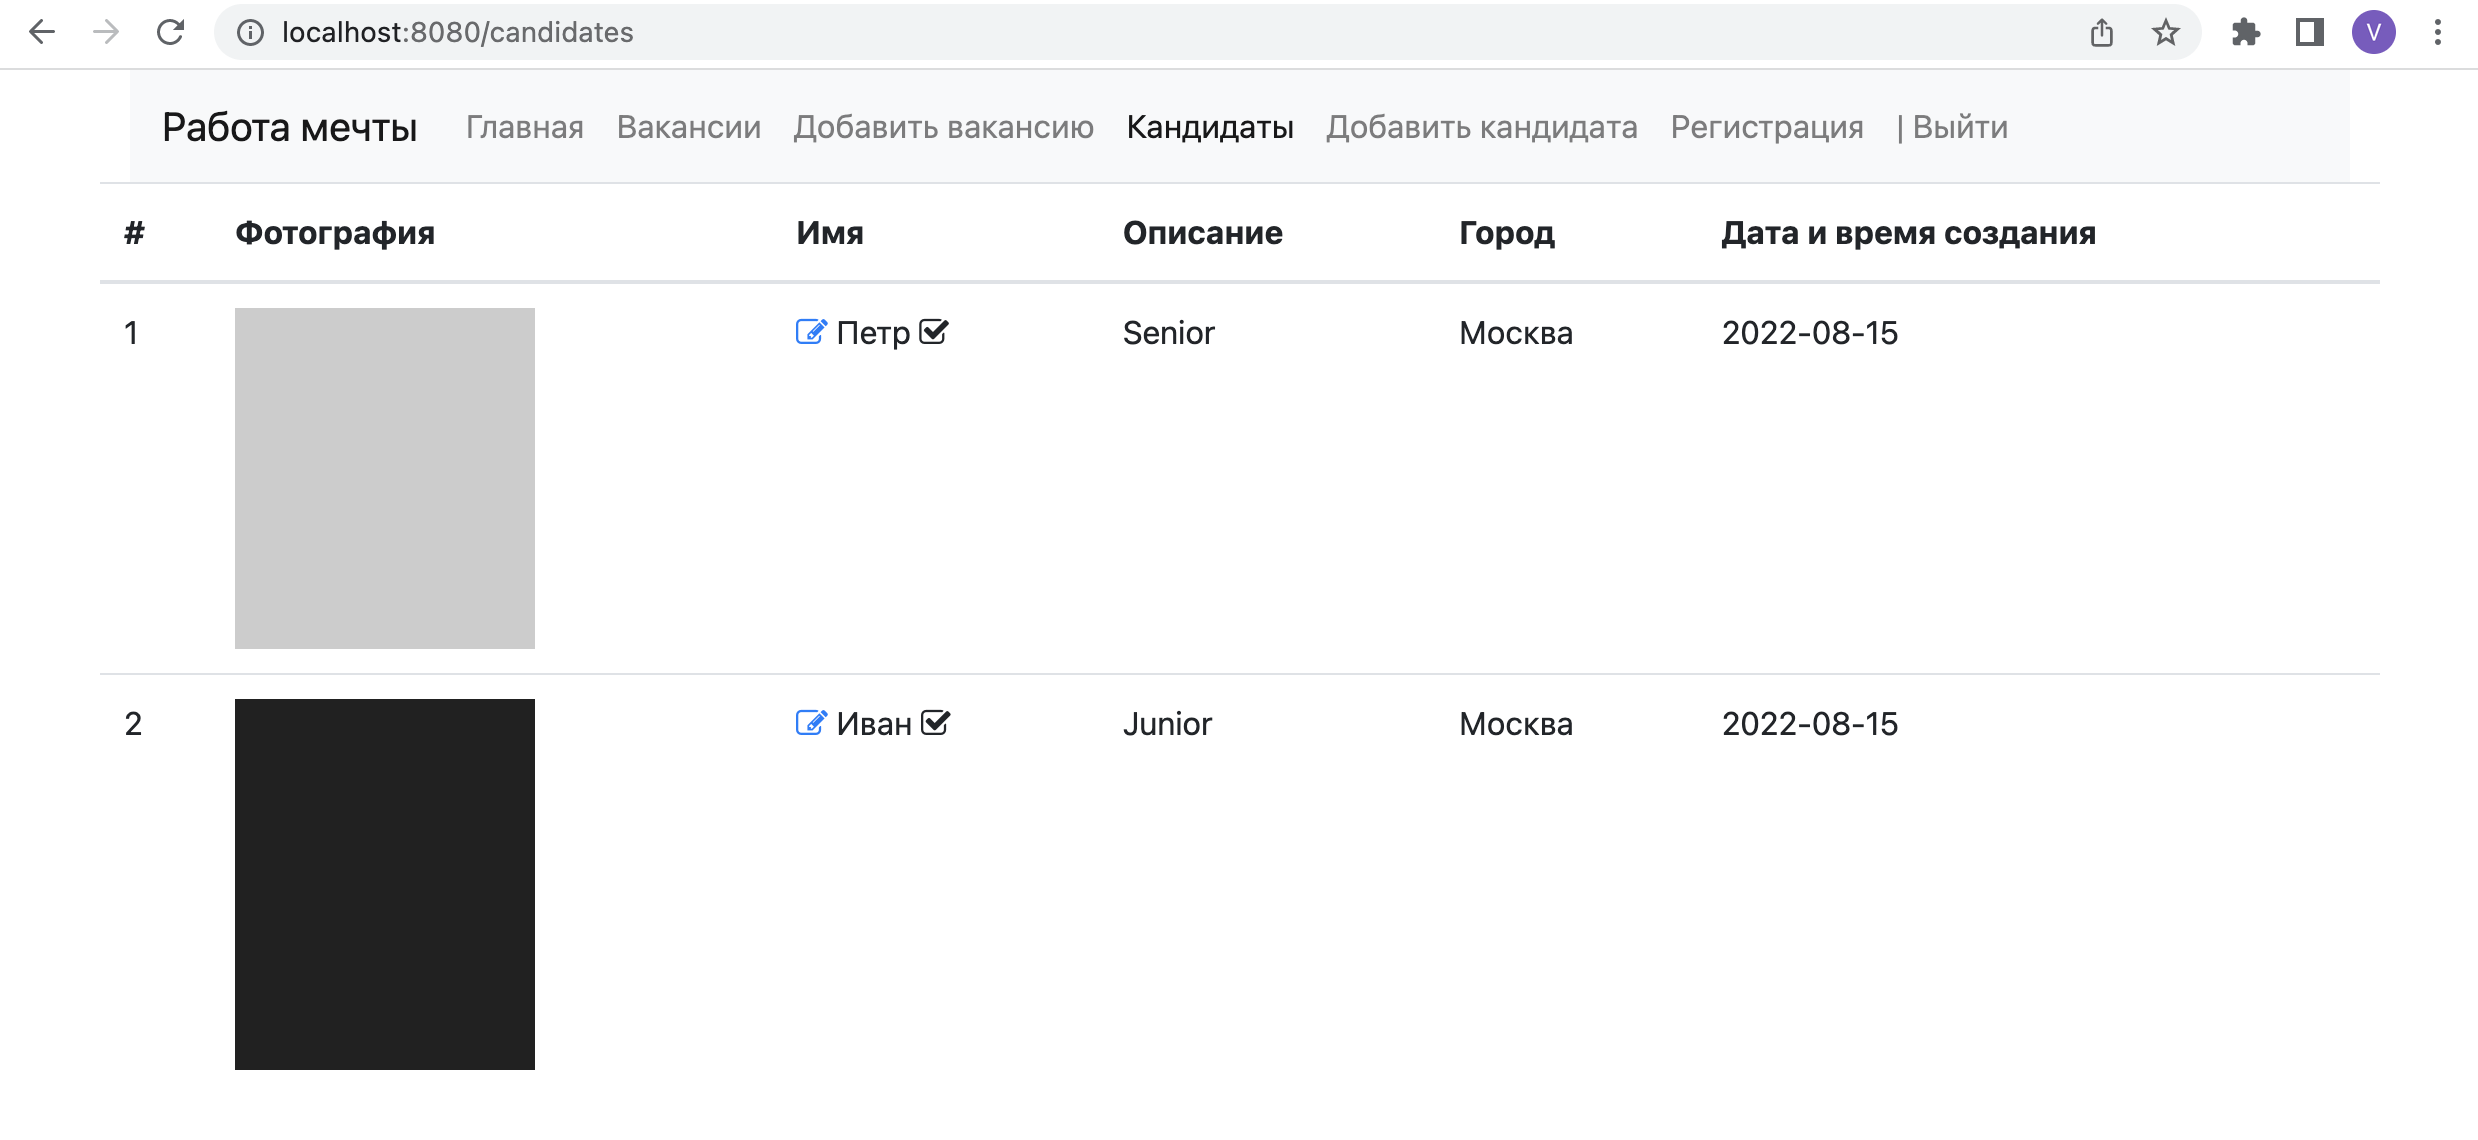 localhost:8080/candidates
V
Работа мечты Главная Вакансии Добавить вакансию Кандидаты Добавить кандидата Регистрация | Выйти
# Фотография Имя Описание Город Дата и время создания
1 Петр Senior Москва 2022-08-15
2 Иван Junior Москва 2022-08-15